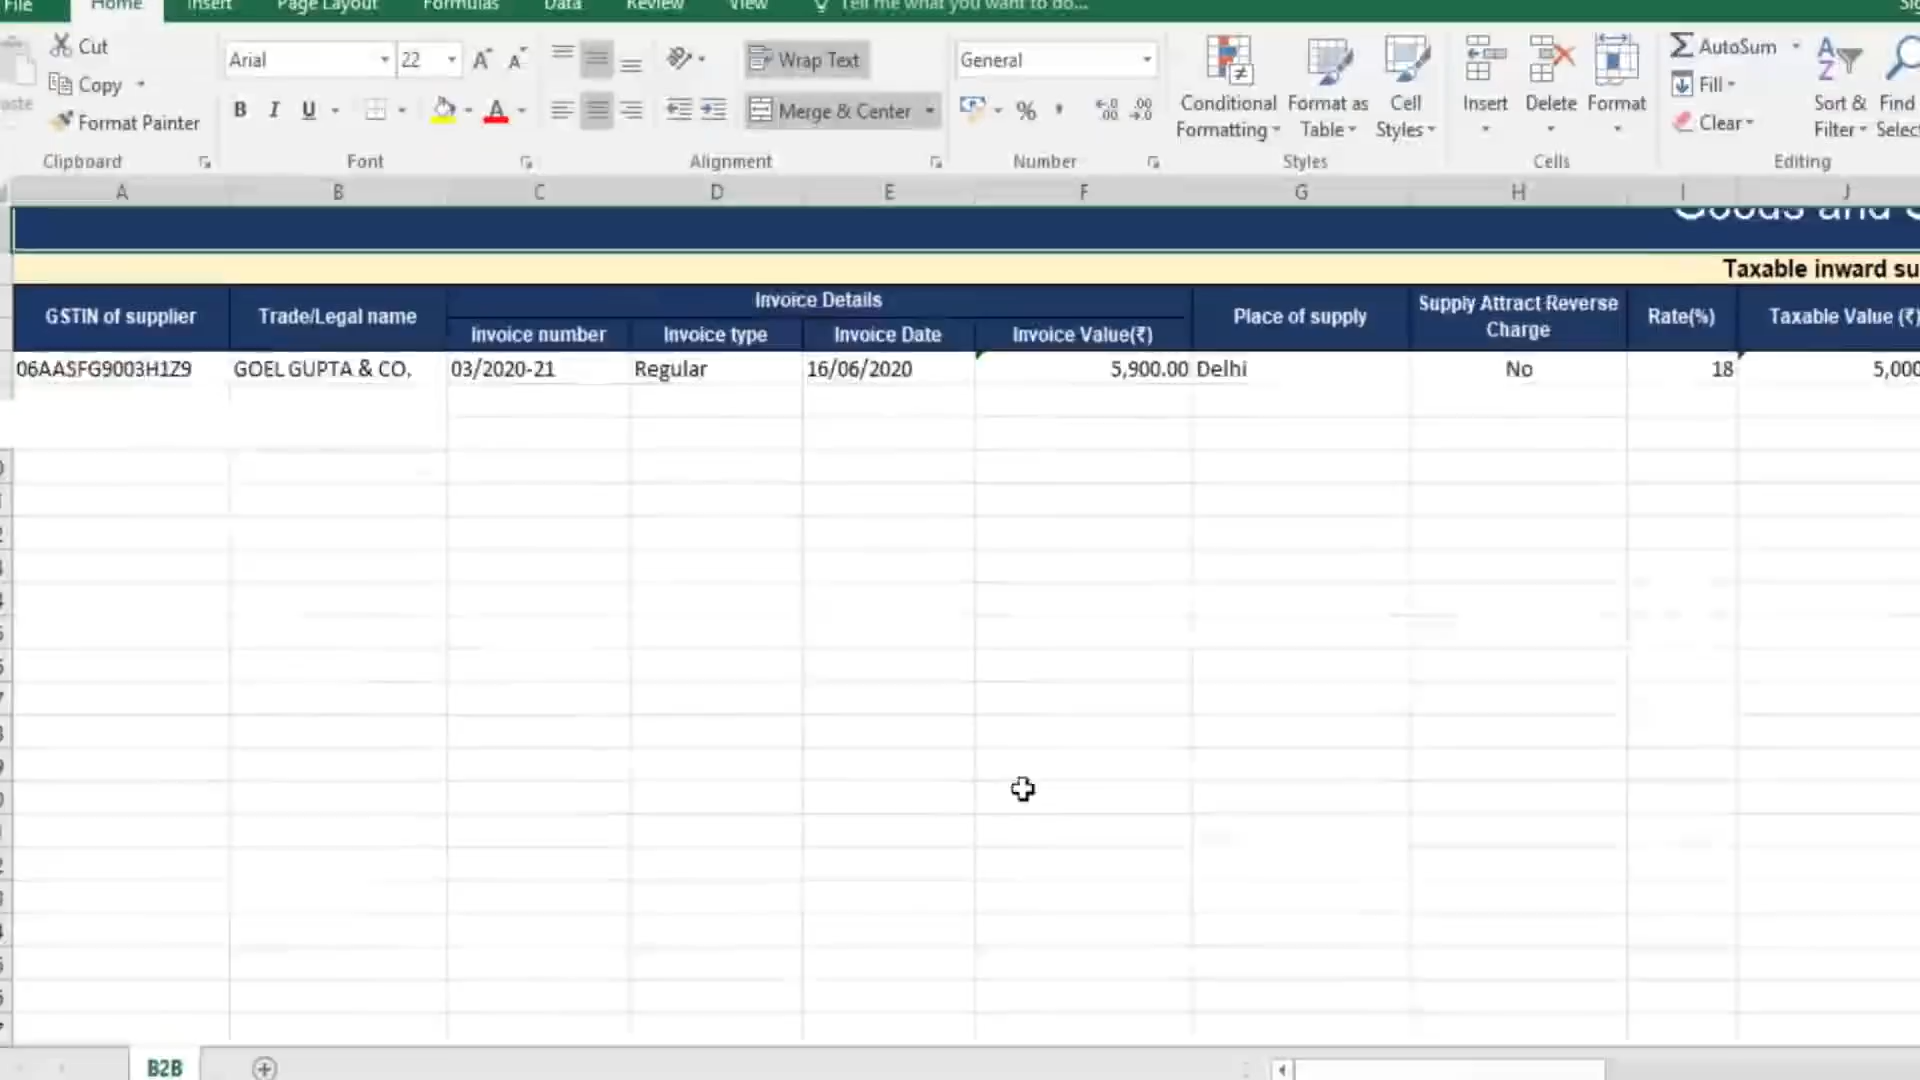 File Home Insert Page Layout Formulas Data Review View Tell me what you want to do...
Cut
Copy
Format Painter
Clipboard
Arial 22
B I U A
Font
Wrap Text
Merge & Center
Alignment
General
%
Number
Conditional Formatting
Format as Table
Cell Styles
Styles
Insert Delete Format
Cells
AutoSum
Fill
Clear
Sort & Filter
Find
Editing
A B C D E F G H I J
Goods and
Taxable inward
GSTIN of supplier
Trade/Legal name
Invoice Details
Invoice number Invoice type Invoice Date Invoice Value(₹)
Place of supply
Supply Attract Reverse
Charge
Rate(%)
Taxable Value (₹)
06AASFG9003H1Z9 GOEL GUPTA & CO. 03/2020-21 Regular 16/06/2020 5,900.00 Delhi No 18 5,000
B2B